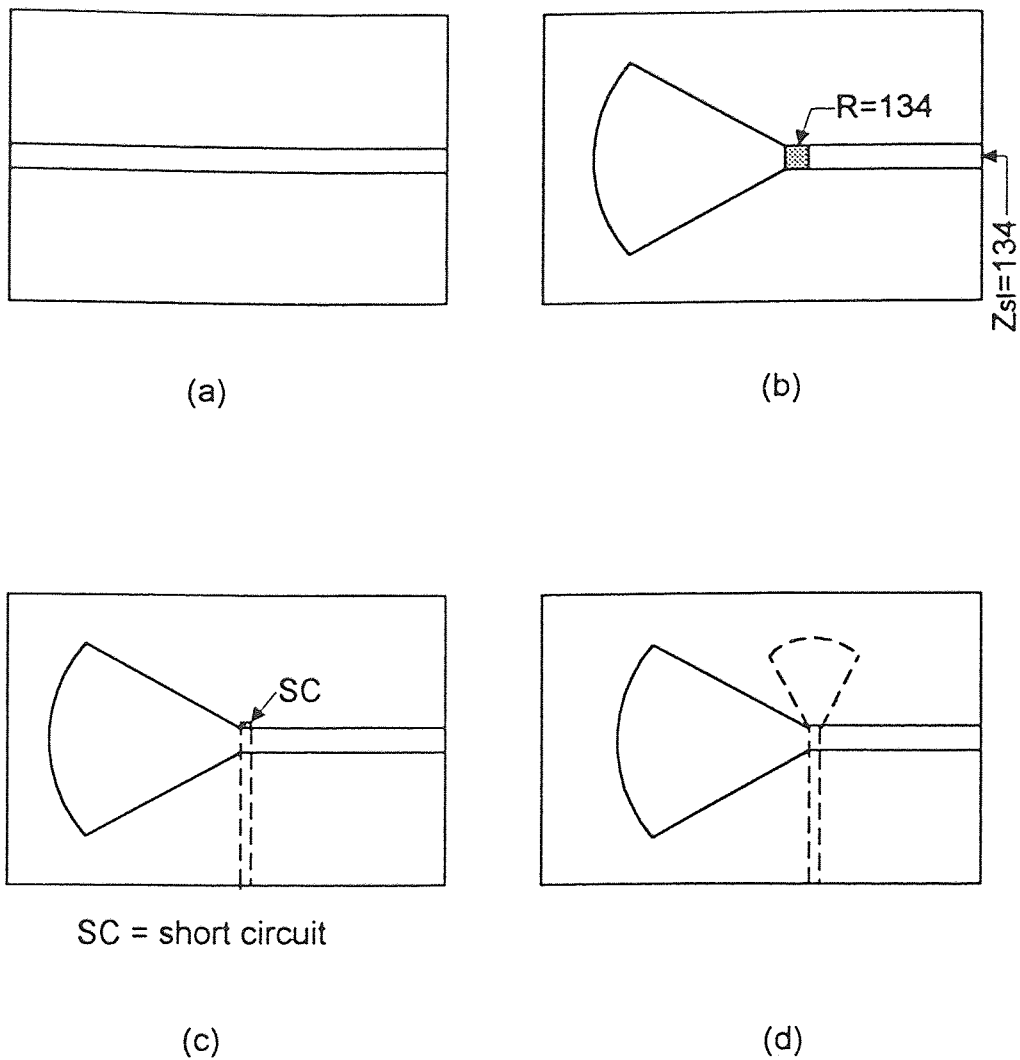 R=134
Zsl=134
(a)
(b)
SC
SC = short circuit
(c)
(d)